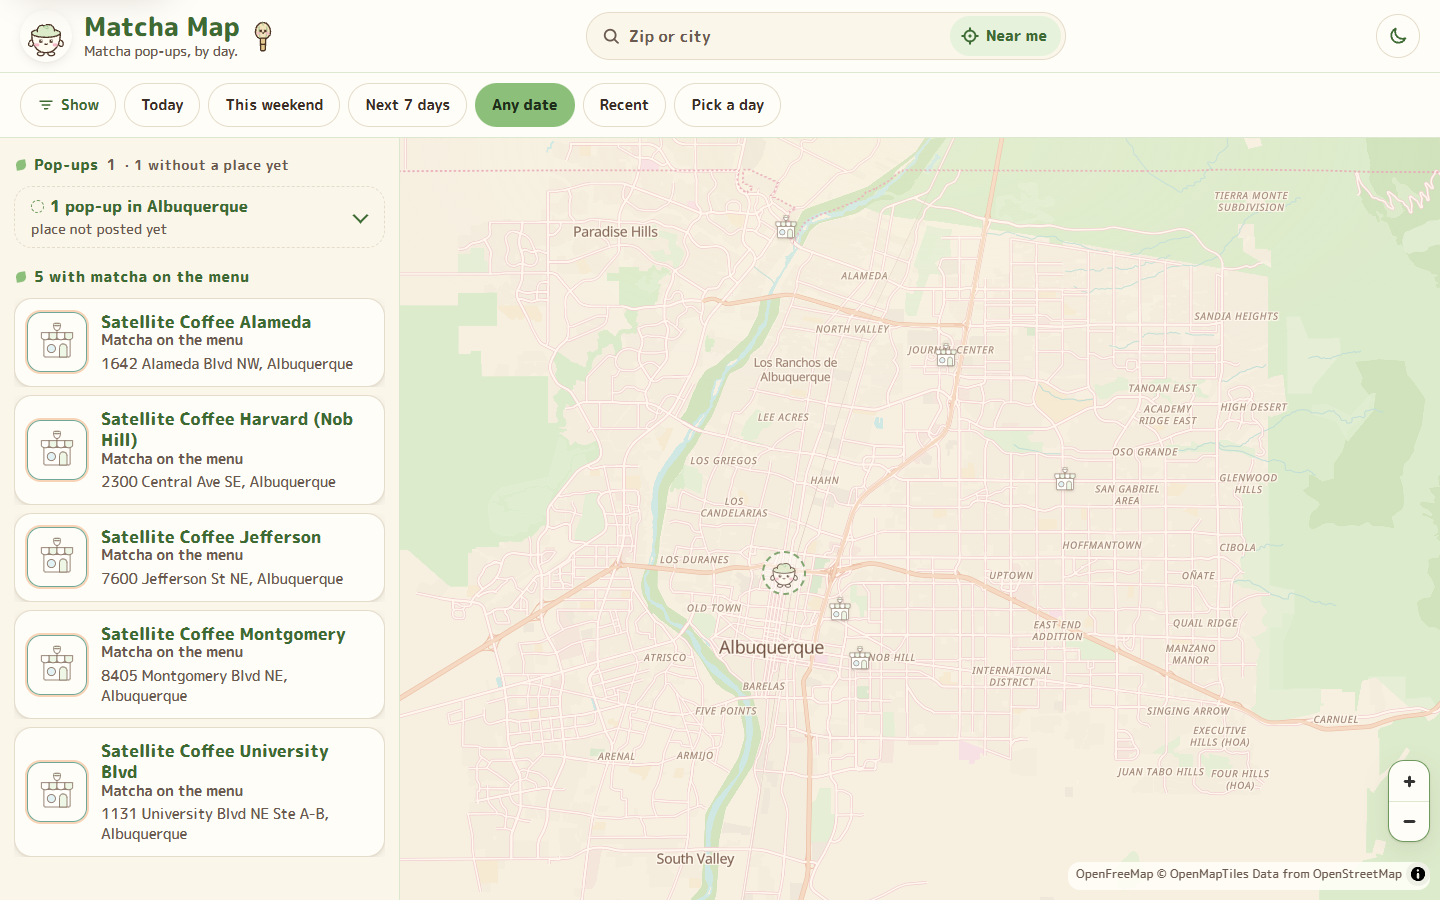 Matcha Map
Matcha pop-ups, by day.
Zip or city
Near me
Show
Today
This weekend
Next 7 days
Any date
Recent
Pick a day
Pop-ups 1 · 1 without a place yet
1 pop-up in Albuquerque
place not posted yet
5 with matcha on the menu
Satellite Coffee Alameda
Matcha on the menu
1642 Alameda Blvd NW, Albuquerque
Satellite Coffee Harvard (Nob
Hill)
Matcha on the menu
2300 Central Ave SE, Albuquerque
Satellite Coffee Jefferson
Matcha on the menu
7600 Jefferson St NE, Albuquerque
Satellite Coffee Montgomery
Matcha on the menu
8405 Montgomery Blvd NE,
Albuquerque
Satellite Coffee University
Blvd
Matcha on the menu
1131 University Blvd NE Ste A-B,
Albuquerque
TIERRA MONTE
SUBDIVISION
Paradise Hills
ALAMEDA
SANDIA HEIGHTS
NORTH VALLEY
JOURNAL CENTER
Los Ranchos de
Albuquerque
TANOAN EAST
ACADEMY
RIDGE EAST
HIGH DESERT
LEE ACRES
OSO GRANDE
LOS GRIEGOS
HAHN
SAN GABRIEL
AREA
GLENWOOD
HILLS
LOS
CANDELARIAS
HOFFMANTOWN
CIBOLA
LOS DURANES
UPTOWN
OÑATE
OLD TOWN
EAST END
ADDITION
QUAIL RIDGE
Albuquerque
ATRISCO
NOB HILL
MANZANO
MANOR
INTERNATIONAL
DISTRICT
BARELAS
FIVE POINTS
SINGING ARROW
CARNUEL
EXECUTIVE
HILLS (HOA)
ARENAL
ARMIJO
JUAN TABO HILLS
FOUR HILLS
(HOA)
South Valley
+
−
OpenFreeMap © OpenMapTiles Data from OpenStreetMap